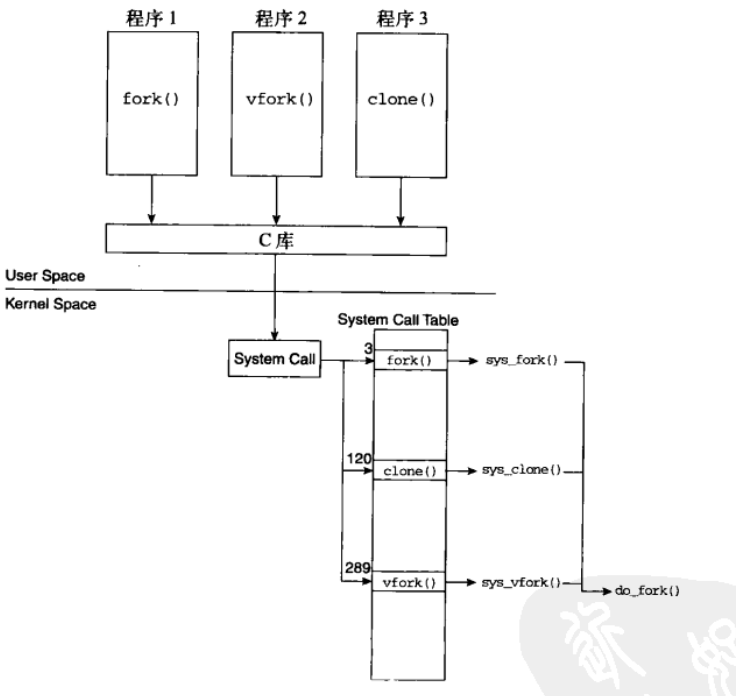 程序 1 程序 2 程序 3
fork() vfork() clone()
C 库
User Space
Kernel Space
System Call Table
System Call
3
fork() sys_fork()
120
clone() sys_clone()
289
vfork() sys_vfork()
do_fork()